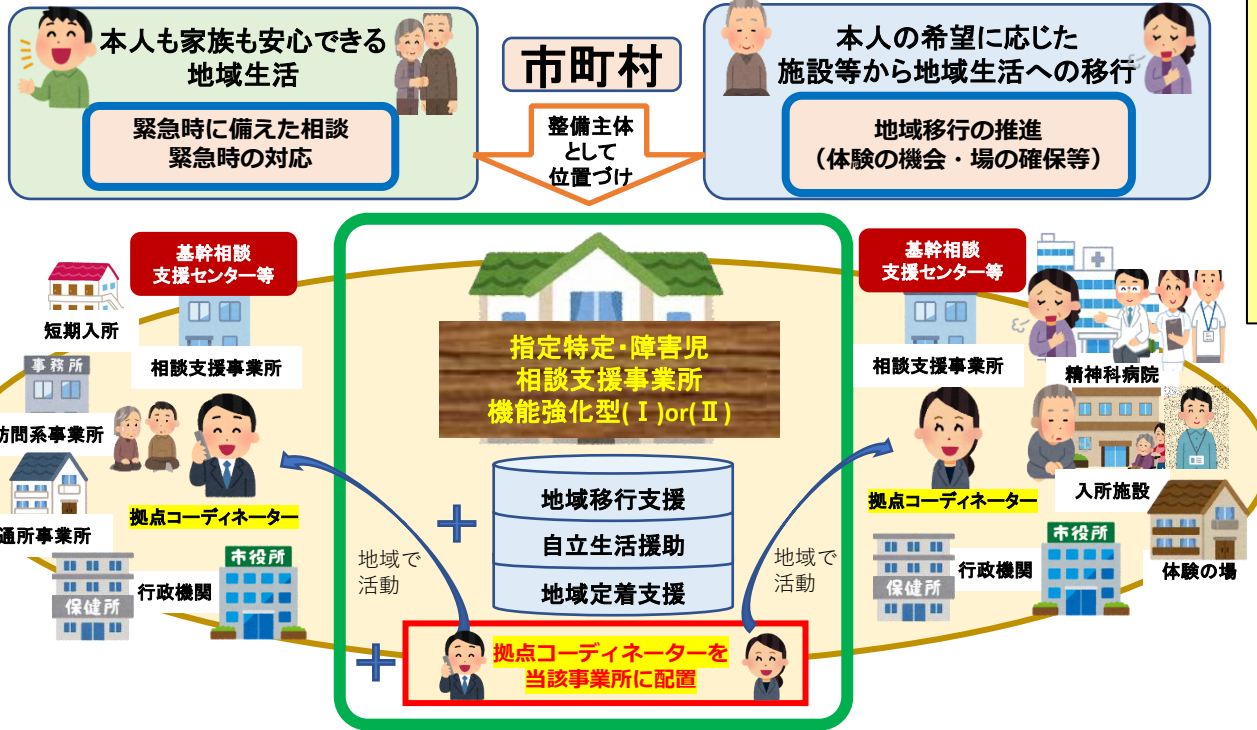 本人も家族も安心できる
地域生活
緊急時に備えた相談
緊急時の対応
市町村
整備主体
として
位置づけ
本人の希望に応じた
施設等から地域生活への移行
地域移行の推進
（体験の機会・場の確保等）
基幹相談
支援センター等
短期入所
相談支援事業所
事務所
訪問系事業所
通所事業所
拠点コーディネーター
保健所
行政機関
市役所
地域で
活動
指定特定・障害児
相談支援事業所
機能強化型(Ⅰ)or(Ⅱ)
地域移行支援
自立生活援助
地域定着支援
拠点コーディネーターを
当該事業所に配置
地域で
活動
基幹相談
支援センター等
相談支援事業所
精神科病院
拠点コーディネーター
入所施設
体験の場
保健所
行政機関
市役所